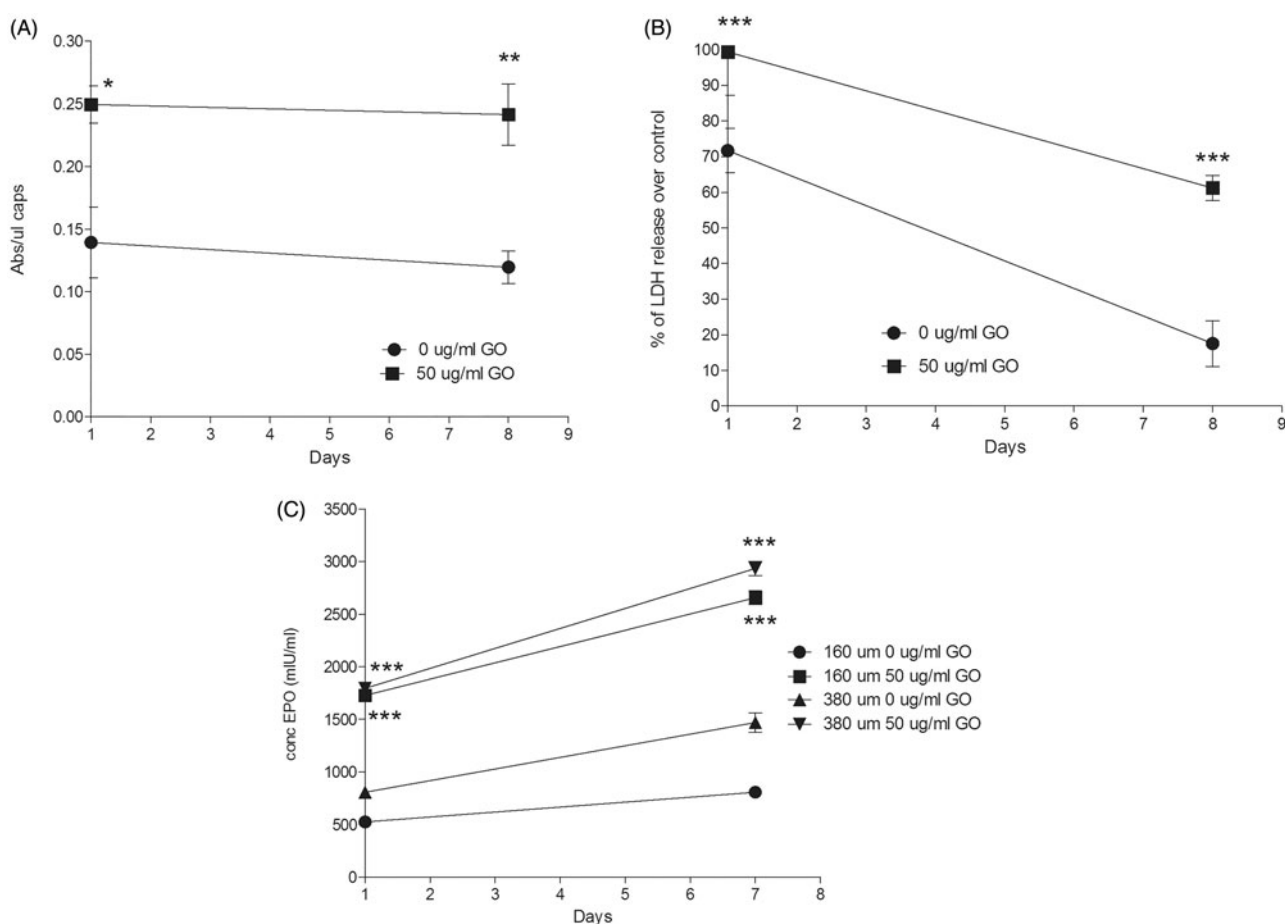 (A)
0.30
0.25
0.20
0.15
0.10
0.05
0.00
Abs/ul caps
*
**
0 ug/ml GO
50 ug/ml GO
1 2 3 4 5 6 7 8 9
Days
(B)
***
100
90
80
70
60
50
40
30
20
10
0
% of LDH release over control
***
0 ug/ml GO
50 ug/ml GO
1 2 3 4 5 6 7 8 9
Days
(C)
3500
3000
2500
2000
1500
1000
500
0
conc EPO (mIU/ml)
***
***
***
***
160 um 0 ug/ml GO
160 um 50 ug/ml GO
380 um 0 ug/ml GO
380 um 50 ug/ml GO
1 2 3 4 5 6 7 8
Days